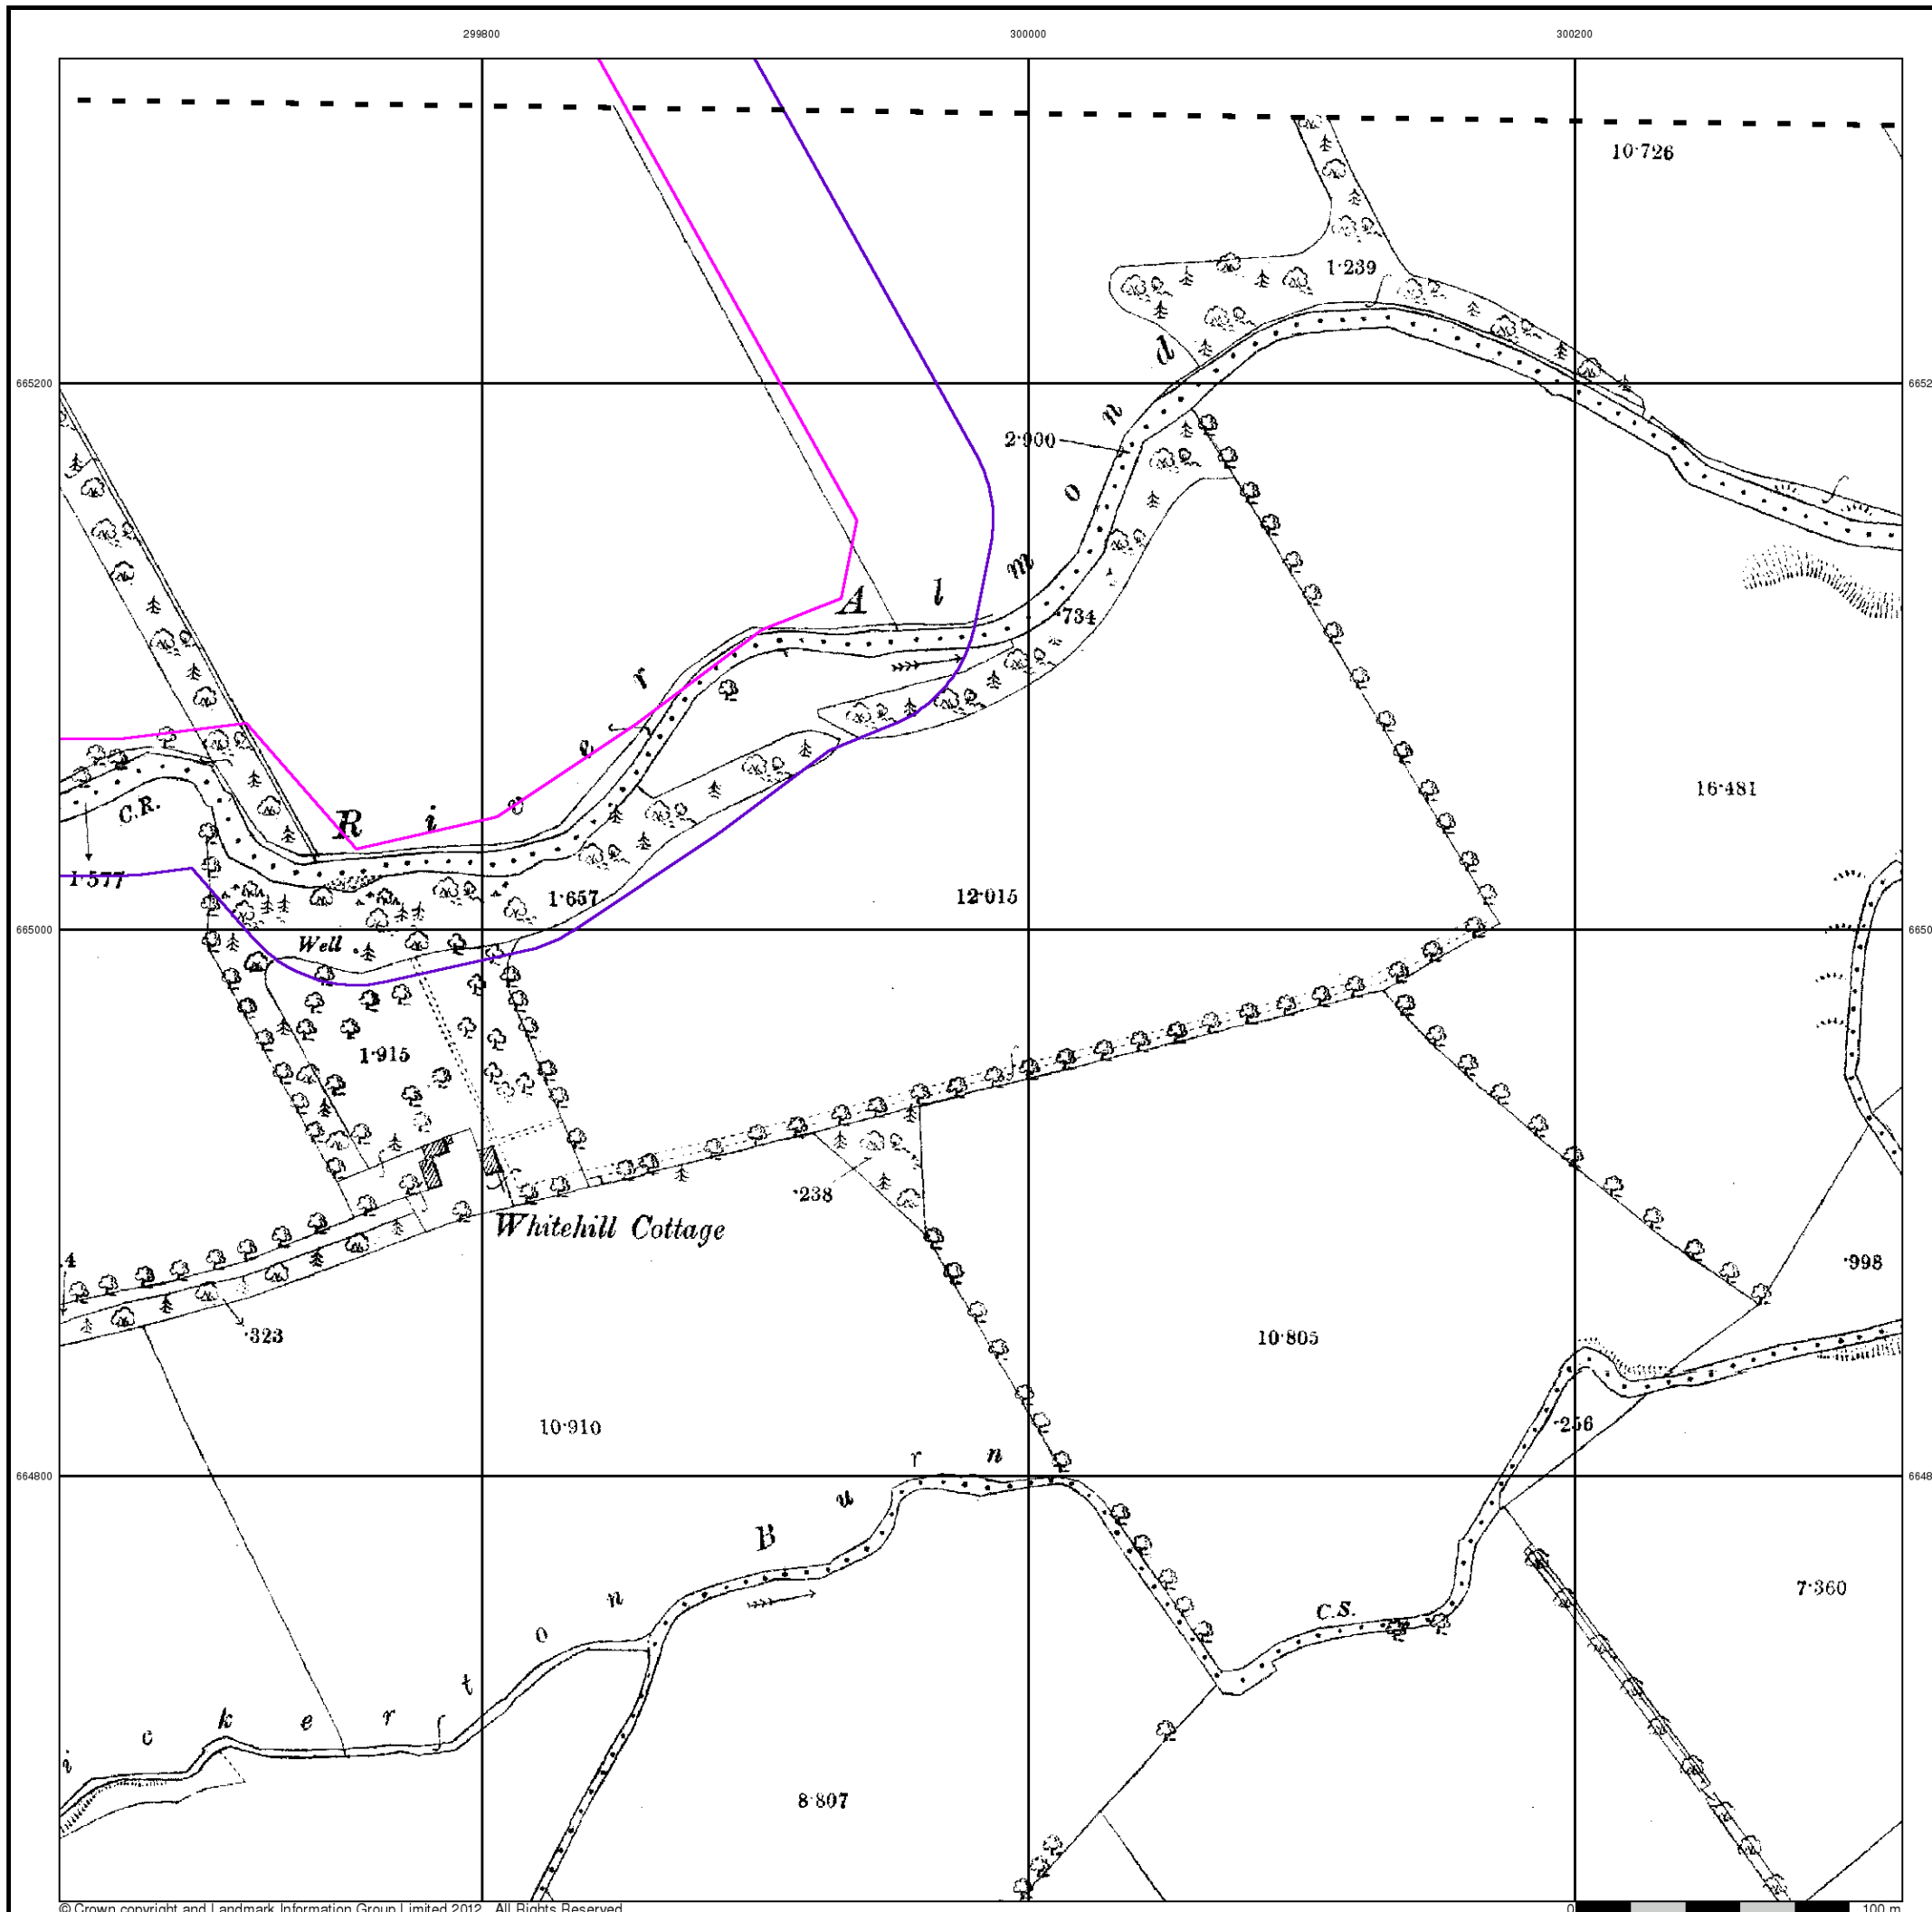 299800 300000 300200
10·726
1·239
665200
d
n
2·900
o
m
A l
·734
r
e
v
i
R
C.R.
1·577
16·481
1·657
12·015
Well
1·915
·238
Whitehill Cottage
·998
·323
10·805
10·910
·256
664800
r n
u
B
7·360
n
C.S.
o
t
i c k e r
8·807
© Crown copyright and Landmark Information Group Limited 2012. All Rights Reserved.
0 100 m